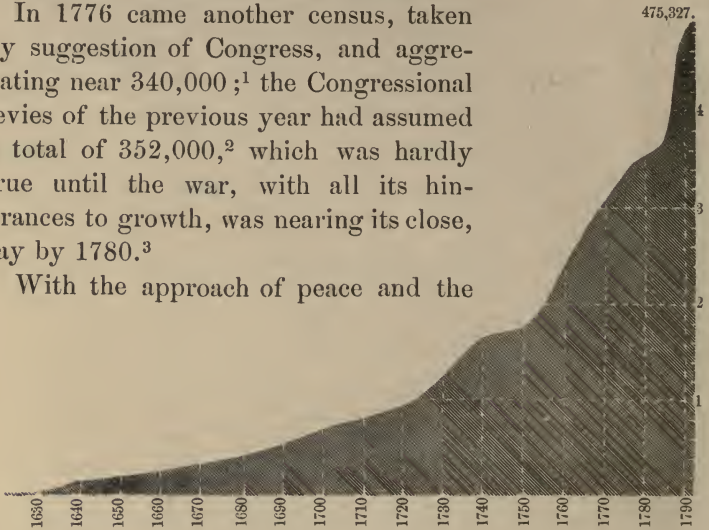 In 1776 came another census, taken
y suggestion of Congress, and aggre-
ating near 340,000 ;¹ the Congressional
evies of the previous year had assumed
total of 352,000,² which was hardly
rue until the war, with all its hin-
rances to growth, was nearing its close,
ay by 1780.³
With the approach of peace and the
475,327.
4
3
2
1
1630 1640 1650 1660 1670 1680 1690 1700 1710 1720 1730 1740 1750 1760 1770 1780 1790